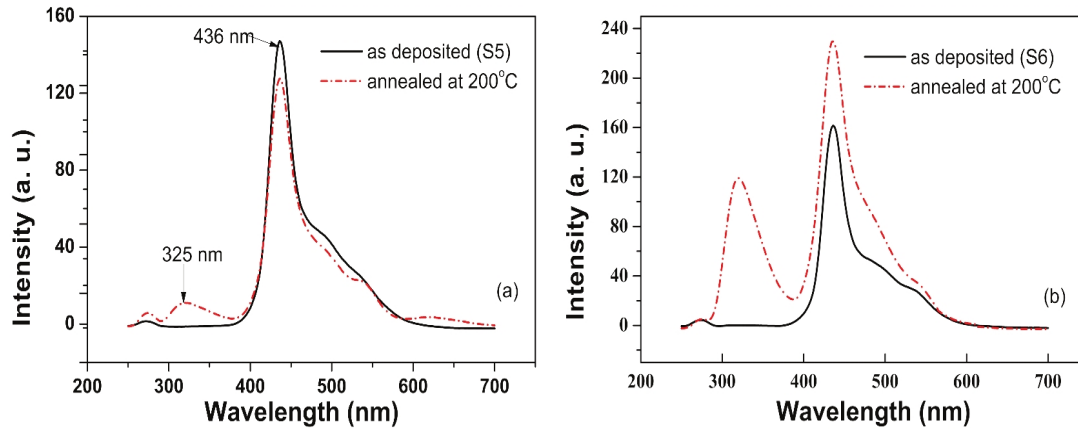 160
120
80
40
0
200
300
400
500
600
700
Intensity (a. u.)
Wavelength (nm)
436 nm
325 nm
as deposited (S5)
annealed at 200°C
(a)
240
200
160
120
80
40
0
200
300
400
500
600
700
Intensity (a. u.)
Wavelength (nm)
as deposited (S6)
annealed at 200°C
(b)